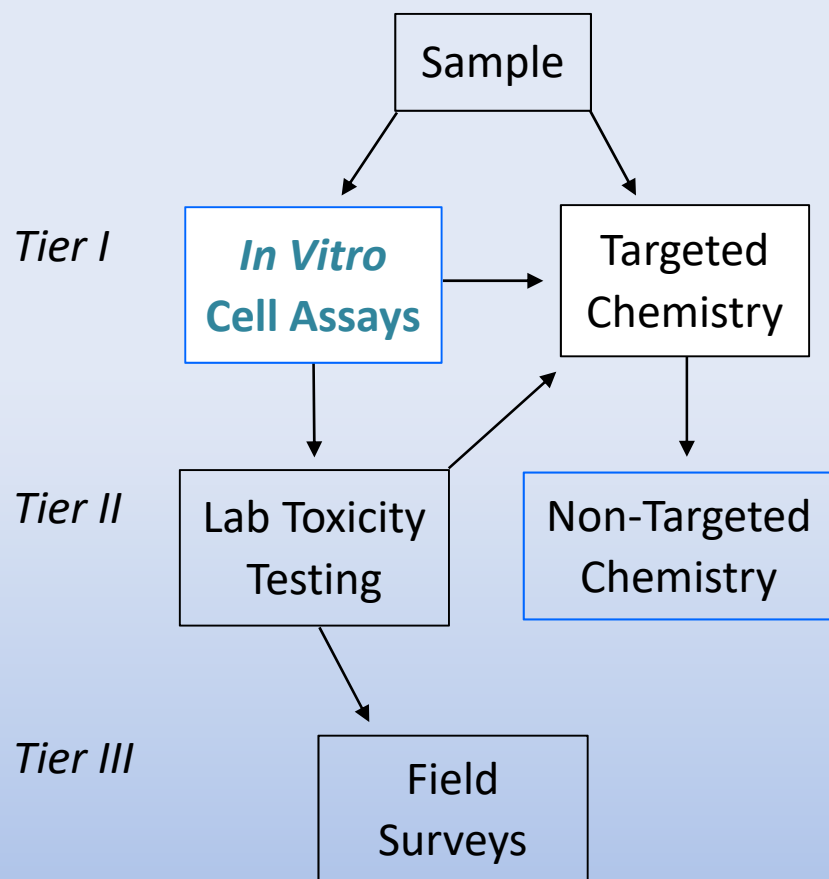 Sample
Tier I
In Vitro
Cell Assays
Targeted
Chemistry
Tier II
Lab Toxicity
Testing
Non-Targeted
Chemistry
Tier III
Field
Surveys